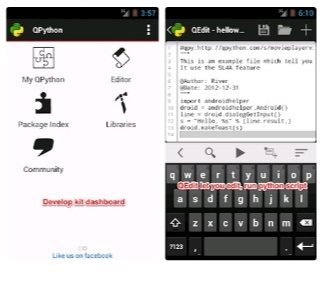 3:57
QPython
My QPython
Editor
Package Index
Libraries
Community
Develop kit dashboard
Like us on facebook
6:10
QEdit - hellow...
#qpy:http://qpython.com/s/movieplayer
"""
This is am example file which tell you
It use the SL4A feature
@Author: River
@Date: 2012-12-31
"""
import androidhelper
droid = androidhelper.Android()
line = droid.dialogGetInput()
s = "Hello, %s" % (line.result,)
droid.makeToast(s)
q w e r t y u i o p
QEdit let you edit, run python script
a s d f g h j k l
z x c v b n m
?123 , .